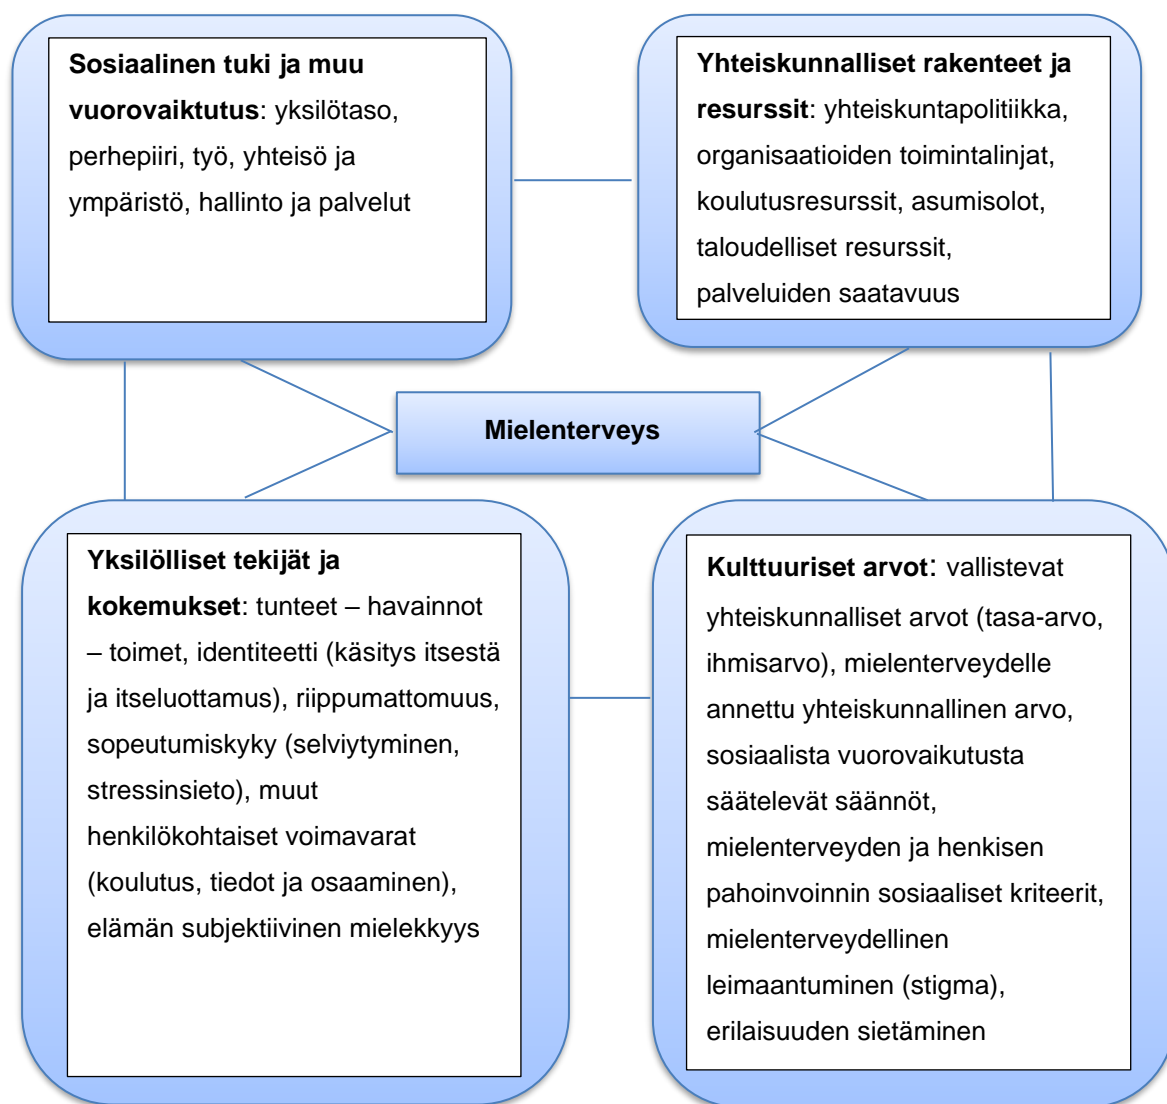 Sosiaalinen tuki ja muu
vuorovaiktutus: yksilötaso,
perhepiiri, työ, yhteisö ja
ympäristö, hallinto ja palvelut
Yhteiskunnalliset rakenteet ja
resurssit: yhteiskuntapolitiikka,
organisaatioiden toimintalinjat,
koulutusresurssit, asumisolot,
taloudelliset resurssit,
palveluiden saatavuus
Mielenterveys
Yksilölliset tekijät ja
kokemukset: tunteet – havainnot
– toimet, identiteetti (käsitys itsestä
ja itseluottamus), riippumattomuus,
sopeutumiskyky (selviytyminen,
stressinsieto), muut
henkilökohtaiset voimavarat
(koulutus, tiedot ja osaaminen),
elämän subjektiivinen mielekkyys
Kulttuuriset arvot: vallistevat
yhteiskunnalliset arvot (tasa-arvo,
ihmisarvo), mielenterveydelle
annettu yhteiskunnallinen arvo,
sosiaalista vuorovaikutusta
säätelevät säännöt,
mielenterveyden ja henkisen
pahoinvoinnin sosiaaliset kriteerit,
mielenterveydellinen
leimaantuminen (stigma),
erilaisuuden sietäminen